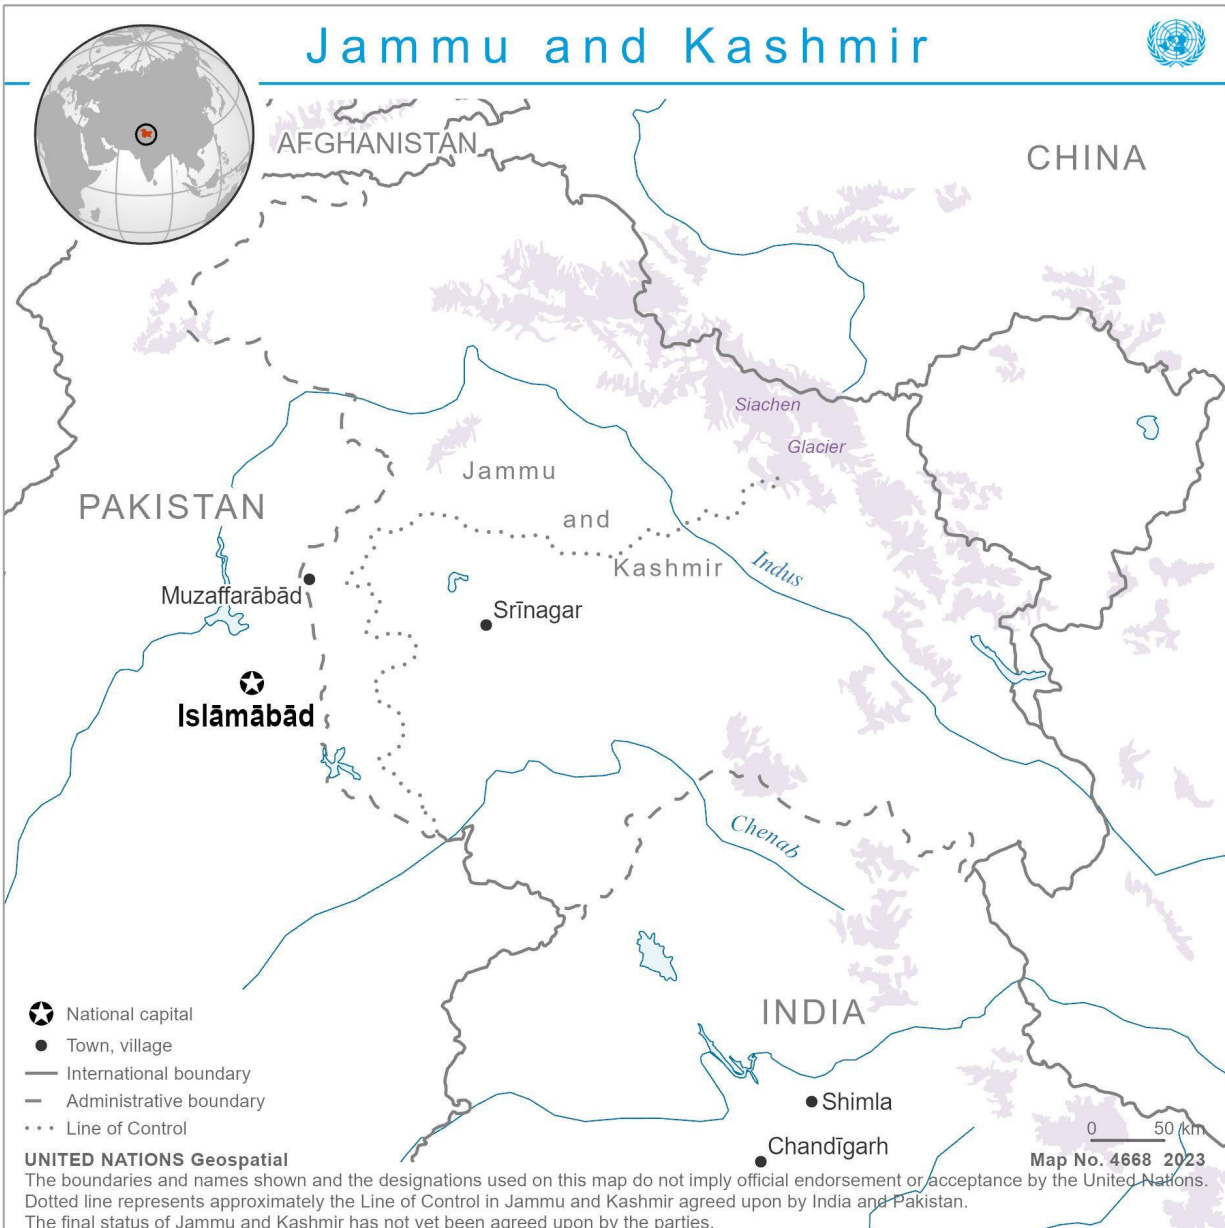 Jammu and Kashmir
AFGHANISTAN
CHINA
Siachen
Glacier
Jammu
and
Kashmir
PAKISTAN
Indus
Muzaffarābād
Srīnagar
Islāmābād
Chenab
INDIA
National capital
Town, village
International boundary
Administrative boundary
Line of Control
Shimla
Chandīgarh
0 50 km
UNITED NATIONS Geospatial
Map No. 4668 2023
The boundaries and names shown and the designations used on this map do not imply official endorsement or acceptance by the United Nations.
Dotted line represents approximately the Line of Control in Jammu and Kashmir agreed upon by India and Pakistan.
The final status of Jammu and Kashmir has not yet been agreed upon by the parties.